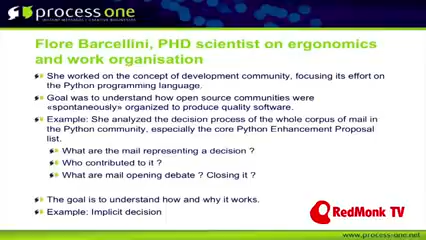 process one
INSTANT MESSAGING | CREATIVE BUSINESSES
Flore Barcellini, PHD scientist on ergonomics
and work organisation
She worked on the concept of development community, focusing its effort on
the Python programming language.
Goal was to understand how open source communities were
«spontaneously» organized to produce quality software.
Example: She analyzed the decision process of the whole corpus of mail in
the Python community, especially the core Python Enhancement Proposal
list.
What are the mail representing a decision ?
Who contributed to it ?
What are mail opening debate ? Closing it ?
The goal is to understand how and why it works.
Example: Implicit decision
RedMonk TV
www.process-one.net